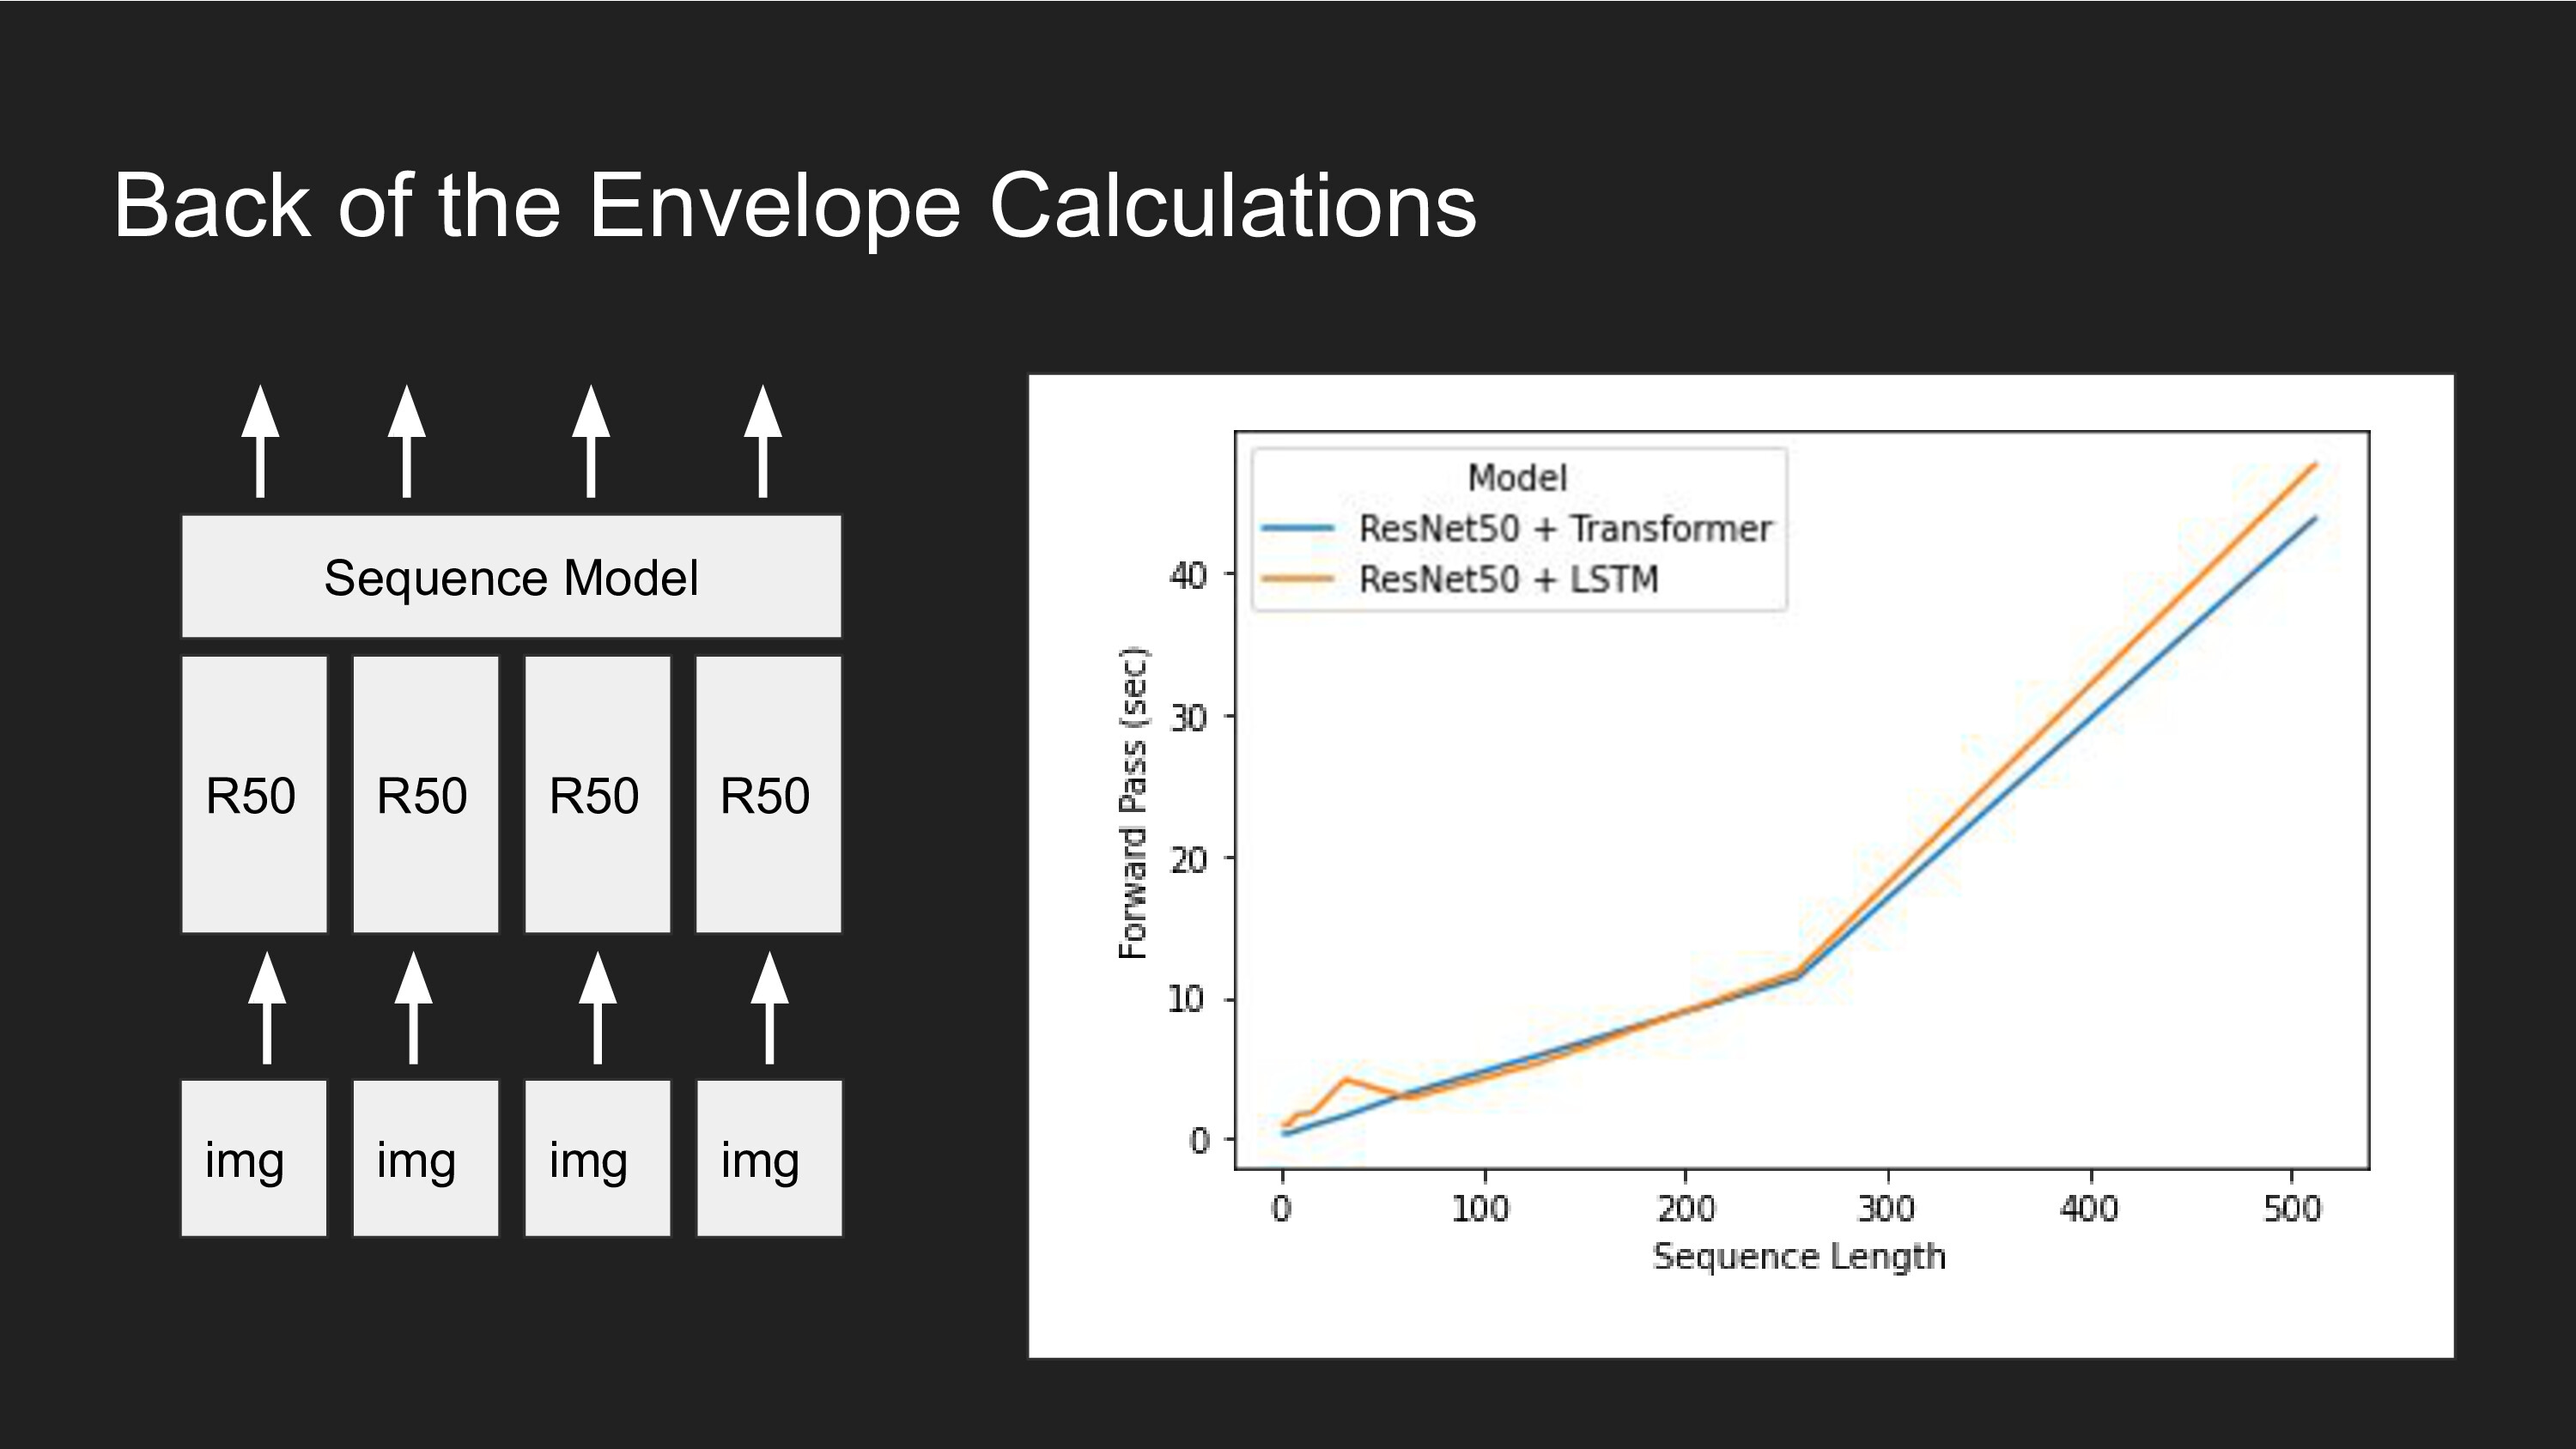 Back of the Envelope Calculations
Sequence Model
R50 R50 R50 R50
img img img img
Model
ResNet50 + Transformer
ResNet50 + LSTM
Forward Pass (sec)
40
30
20
10
0
0 100 200 300 400 500
Sequence Length